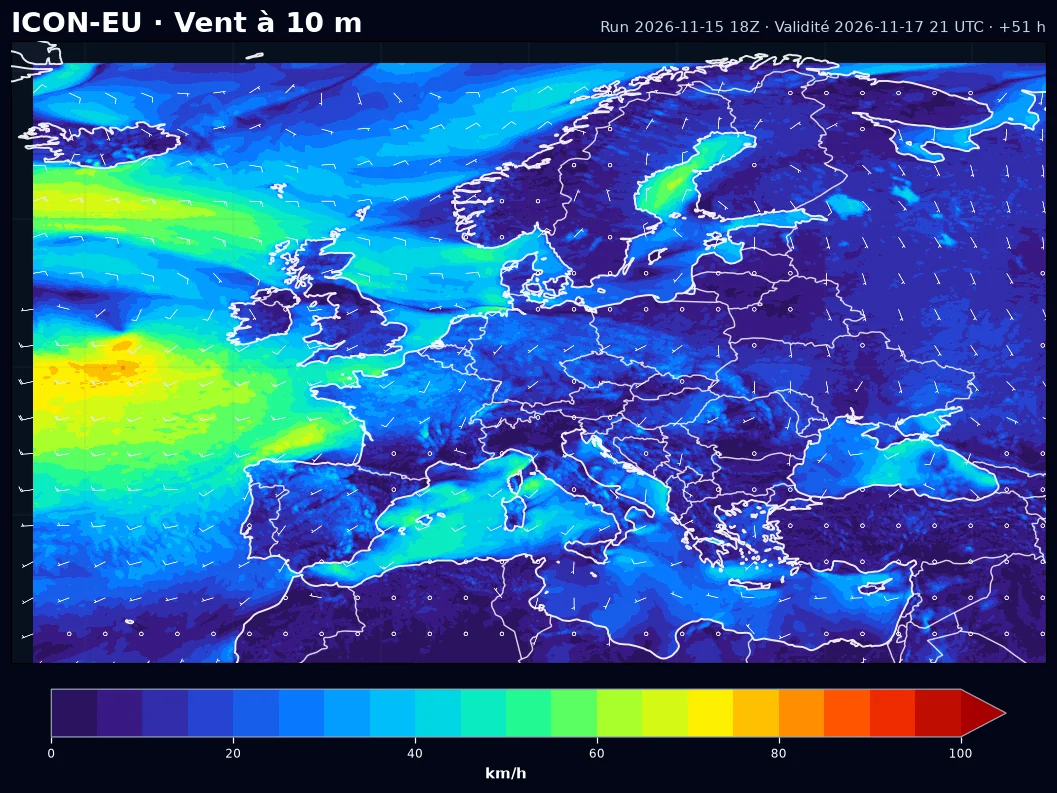 ICON-EU · Vent à 10 m
Run 2026-11-15 18Z · Validité 2026-11-17 21 UTC · +51 h
0 20 40 60 80 100
km/h